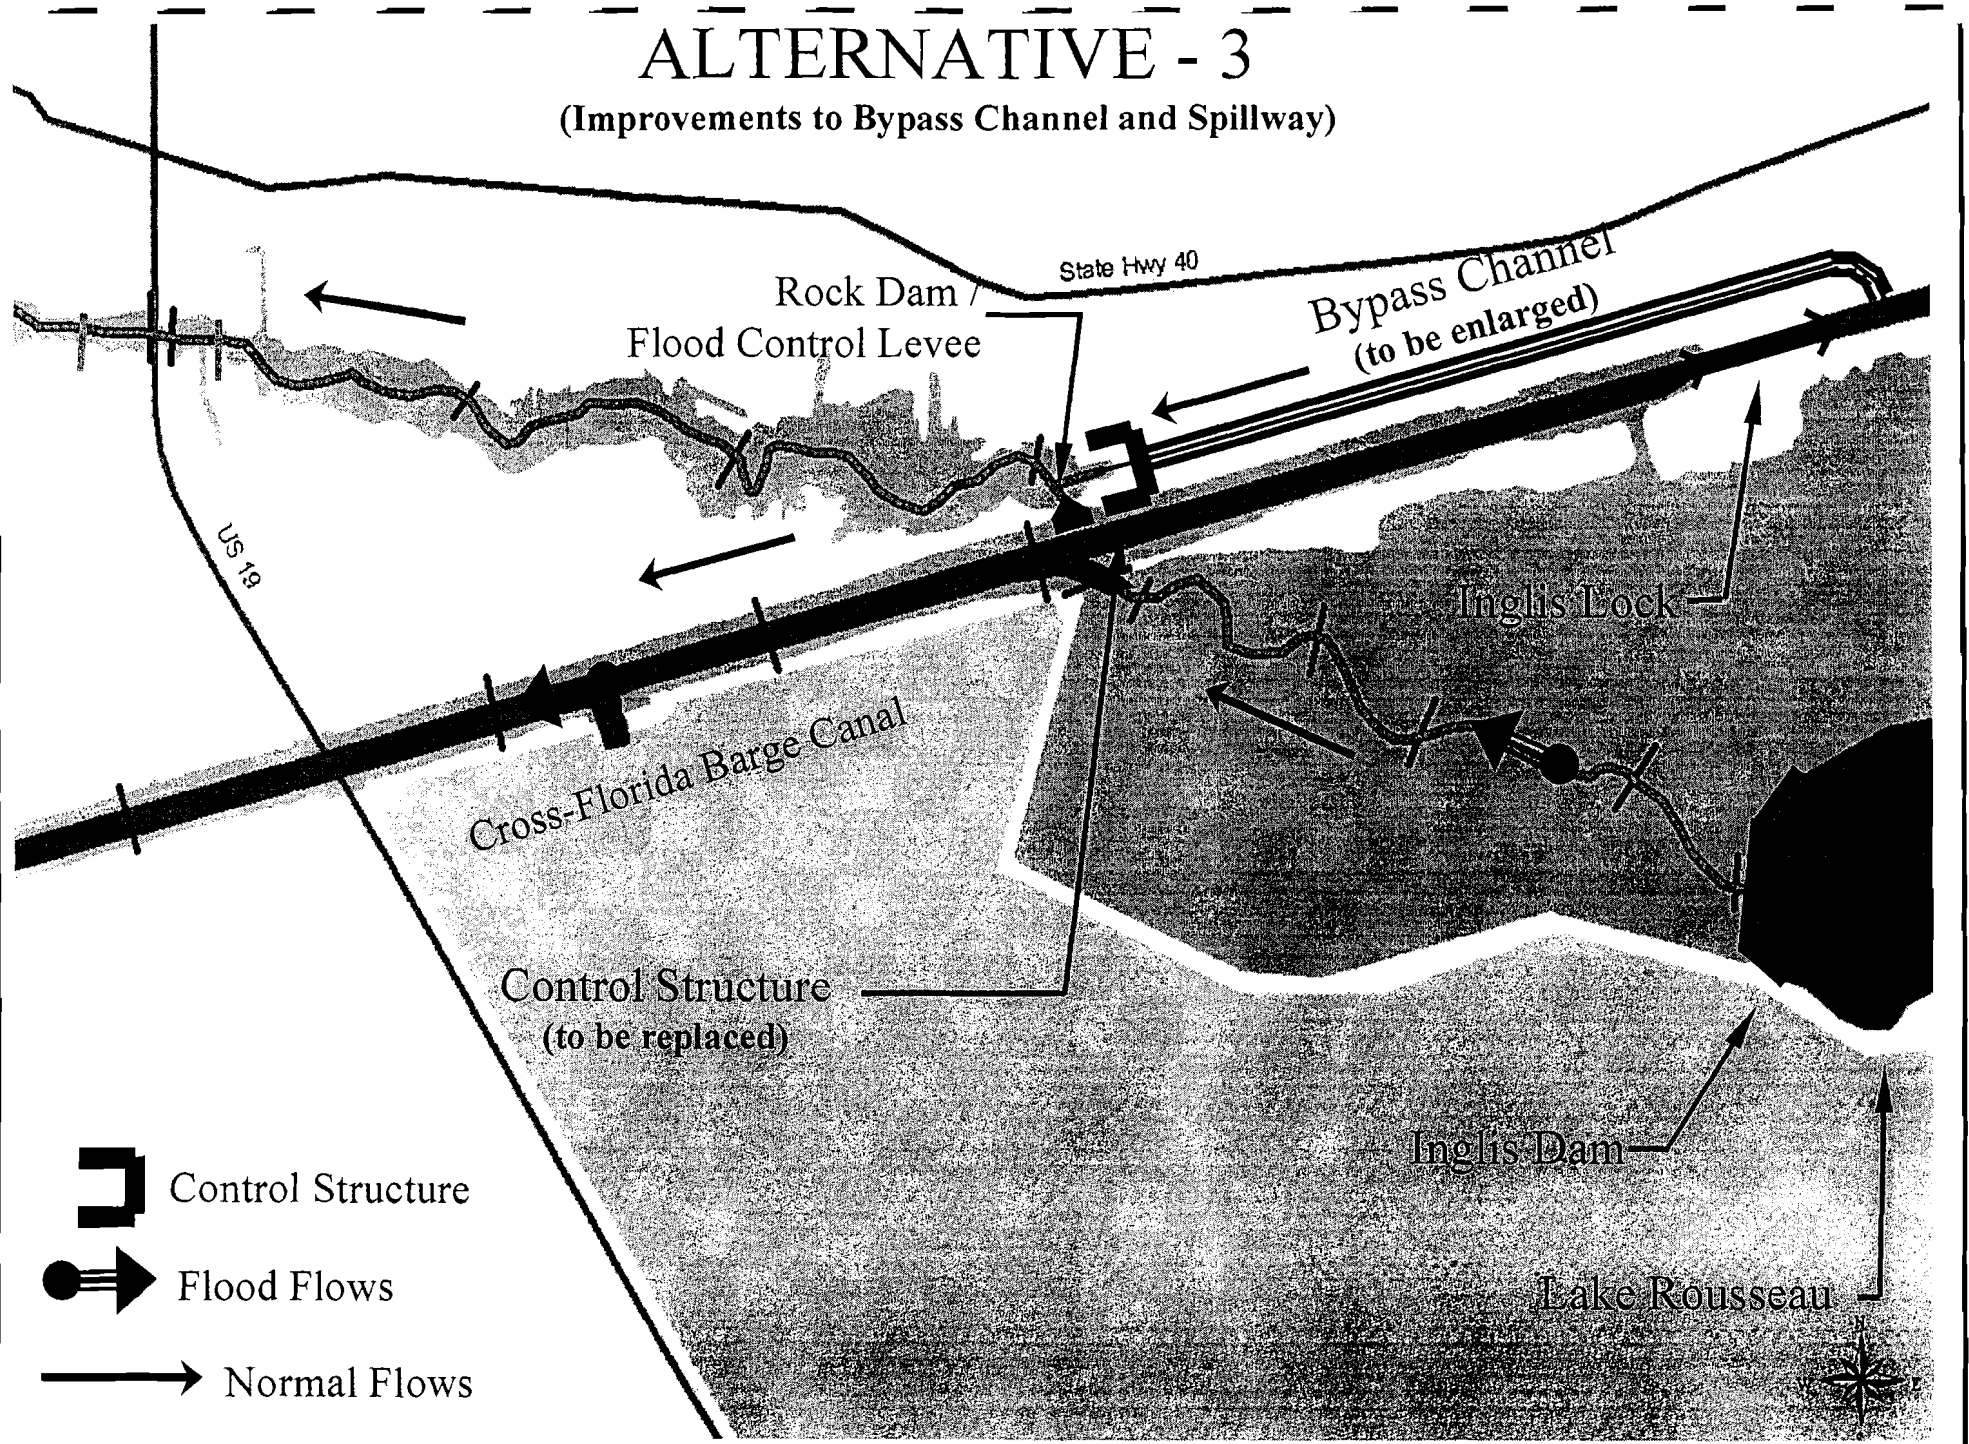 ALTERNATIVE - 3
(Improvements to Bypass Channel and Spillway)
State Hwy 40
Rock Dam /
Flood Control Levee
Bypass Channel
(to be enlarged)
US 19
Inglis Lock
Cross-Florida Barge Canal
Control Structure
(to be replaced)
Inglis Dam
Lake Rousseau
Control Structure
Flood Flows
Normal Flows